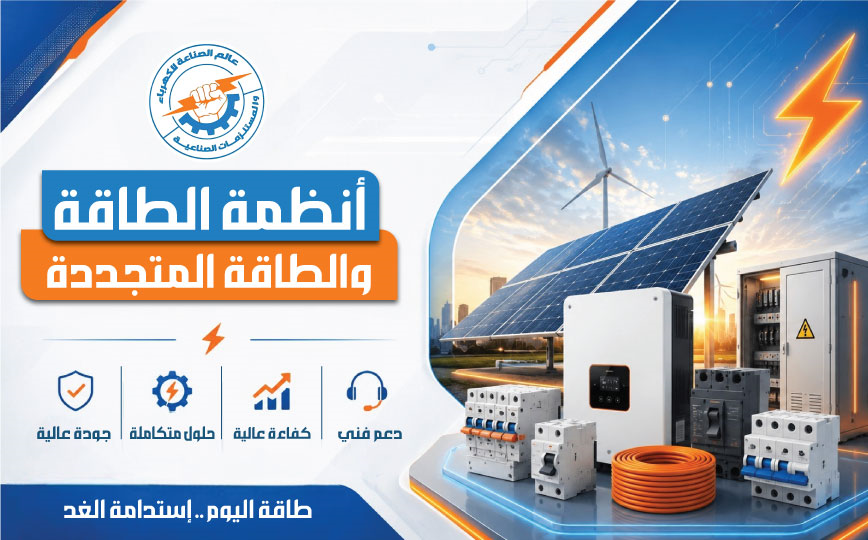 عالم الصناعة للكهرباء
والمستلزمات الصناعية
أنظمة الطاقة
والطاقة المتجددة
دعم فني
كفاءة عالية
حلول متكاملة
جودة عالية
طاقة اليوم .. إستدامة الغد